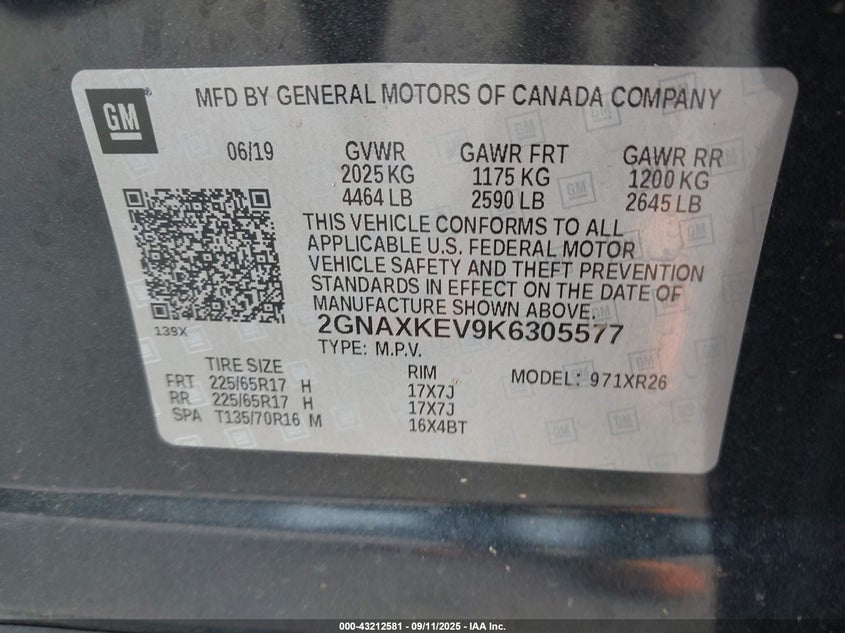 GM
MFD BY GENERAL MOTORS OF CANADA COMPANY
06/19 GVWR GAWR FRT GAWR RR
2025 KG 1175 KG 1200 KG
4464 LB 2590 LB 2645 LB
THIS VEHICLE CONFORMS TO ALL
APPLICABLE U.S. FEDERAL MOTOR
VEHICLE SAFETY AND THEFT PREVENTION
STANDARDS IN EFFECT ON THE DATE OF
MANUFACTURE SHOWN ABOVE.
139X
2GNAXKEV9K6305577
TYPE: M.P.V.
TIRE SIZE RIM MODEL: 971XR26
FRT 225/65R17 H 17X7J
RR 225/65R17 H 17X7J
SPA T135/70R16 M 16X4BT
000-43212581 - 09/11/2025 - IAA Inc.